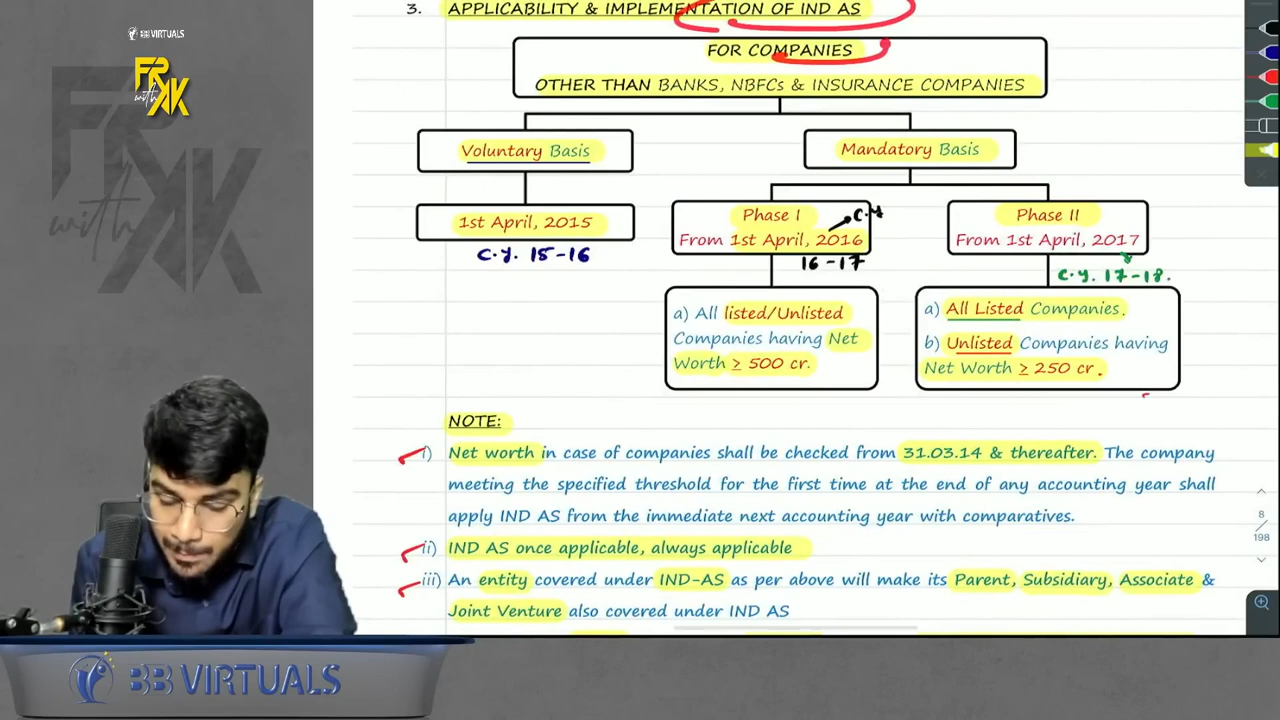 BB VIRTUALS
FR
with AK
3. APPLICABILITY & IMPLEMENTATION OF IND AS
FOR COMPANIES
OTHER THAN BANKS, NBFCs & INSURANCE COMPANIES
Voluntary Basis
Mandatory Basis
1st April, 2015
C.Y. 15-16
Phase I
C.Y
From 1st April, 2016
16-17
Phase II
From 1st April, 2017
C.Y. 17-18.
a) All listed/Unlisted
Companies having Net
Worth ≥ 500 cr.
a) All Listed Companies.
b) Unlisted Companies having
Net Worth ≥ 250 cr.
NOTE:
i) Net worth in case of companies shall be checked from 31.03.14 & thereafter. The company
meeting the specified threshold for the first time at the end of any accounting year shall
apply IND AS from the immediate next accounting year with comparatives.
ii) IND AS once applicable, always applicable
iii) An entity covered under IND-AS as per above will make its Parent, Subsidiary, Associate &
Joint Venture also covered under IND AS
8
198
BB VIRTUALS